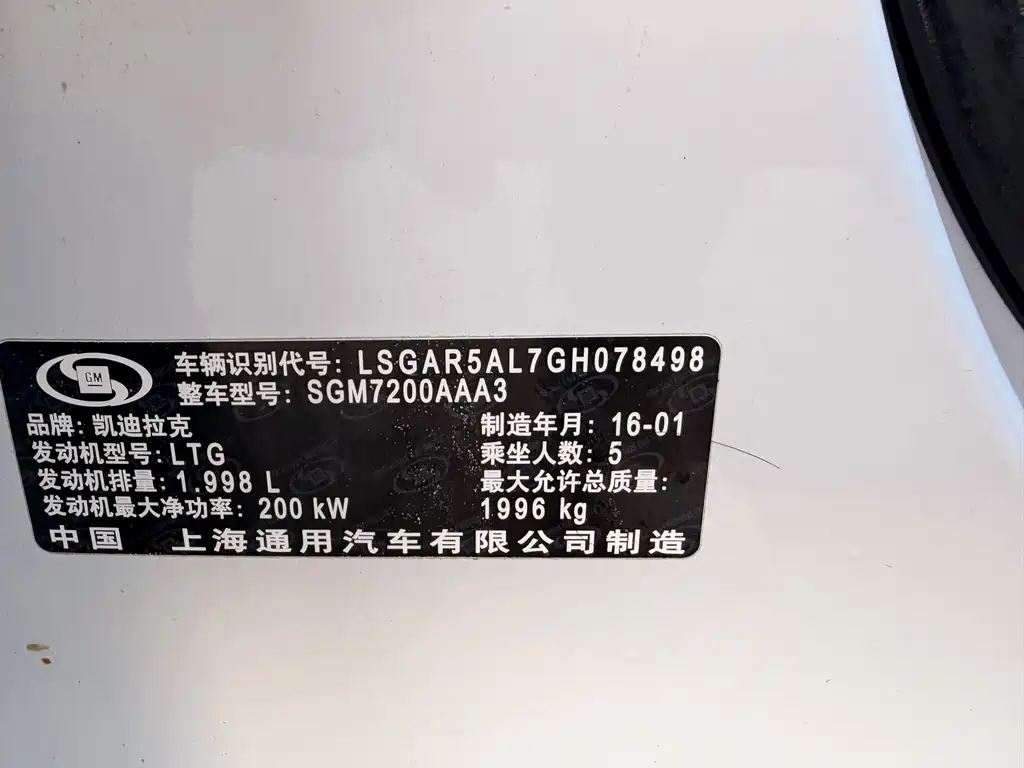 GM
车辆识别代号: LSGAR5AL7GH078498
整车型号: SGM7200AAA3
品牌: 凯迪拉克 制造年月: 16-01
发动机型号: LTG 乘坐人数: 5
发动机排量: 1.998 L 最大允许总质量:
发动机最大净功率: 200 kW 1996 kg
中国 上海通用汽车有限公司制造